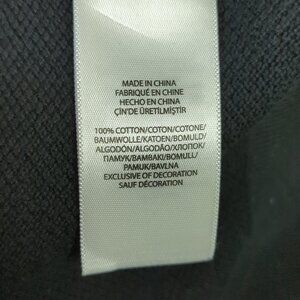 MADE IN CHINA
FABRIQUÉ EN CHINE
HECHO EN CHINA
ÇİN'DE ÜRETİLMİŞTİR
100% COTTON/COTON/COTONE/
BAUMWOLLE/KATOEN/BOMULD/
ALGODÓN/ALGODÃO/ХЛОПОК/
ПАМУК/BAMBAKI/BOMULL/
PAMUK/BAVLNA
EXCLUSIVE OF DECORATION
SAUF DÉCORATION